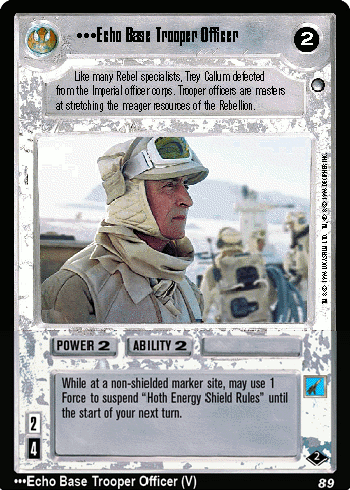 •••Echo Base Trooper Officer
2
Like many Rebel specialists, Trey Callum defected
from the Imperial officer corps. Trooper officers are masters
at stretching the meager resources of the Rebellion.
POWER 2
ABILITY 2
While at a non-shielded marker site, may use 1
Force to suspend “Hoth Energy Shield Rules” until
the start of your next turn.
2
4
2
•••Echo Base Trooper Officer (V)
89